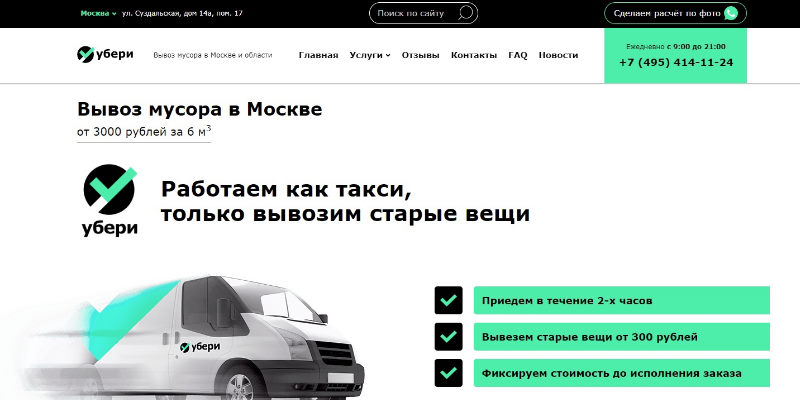 Москва ул. Суздальская, дом 14а, пом. 17
Поиск по сайту
Сделаем расчёт по фото
убери
Вывоз мусора в Москве и области
Главная Услуги Отзывы Контакты FAQ Новости
Ежедневно с 9:00 до 21:00
+7 (495) 414-11-24
Вывоз мусора в Москве
от 3000 рублей за 6 м³
убери
Работаем как такси,
только вывозим старые вещи
убери
Приедем в течение 2-х часов
Вывезем старые вещи от 300 рублей
Фиксируем стоимость до исполнения заказа